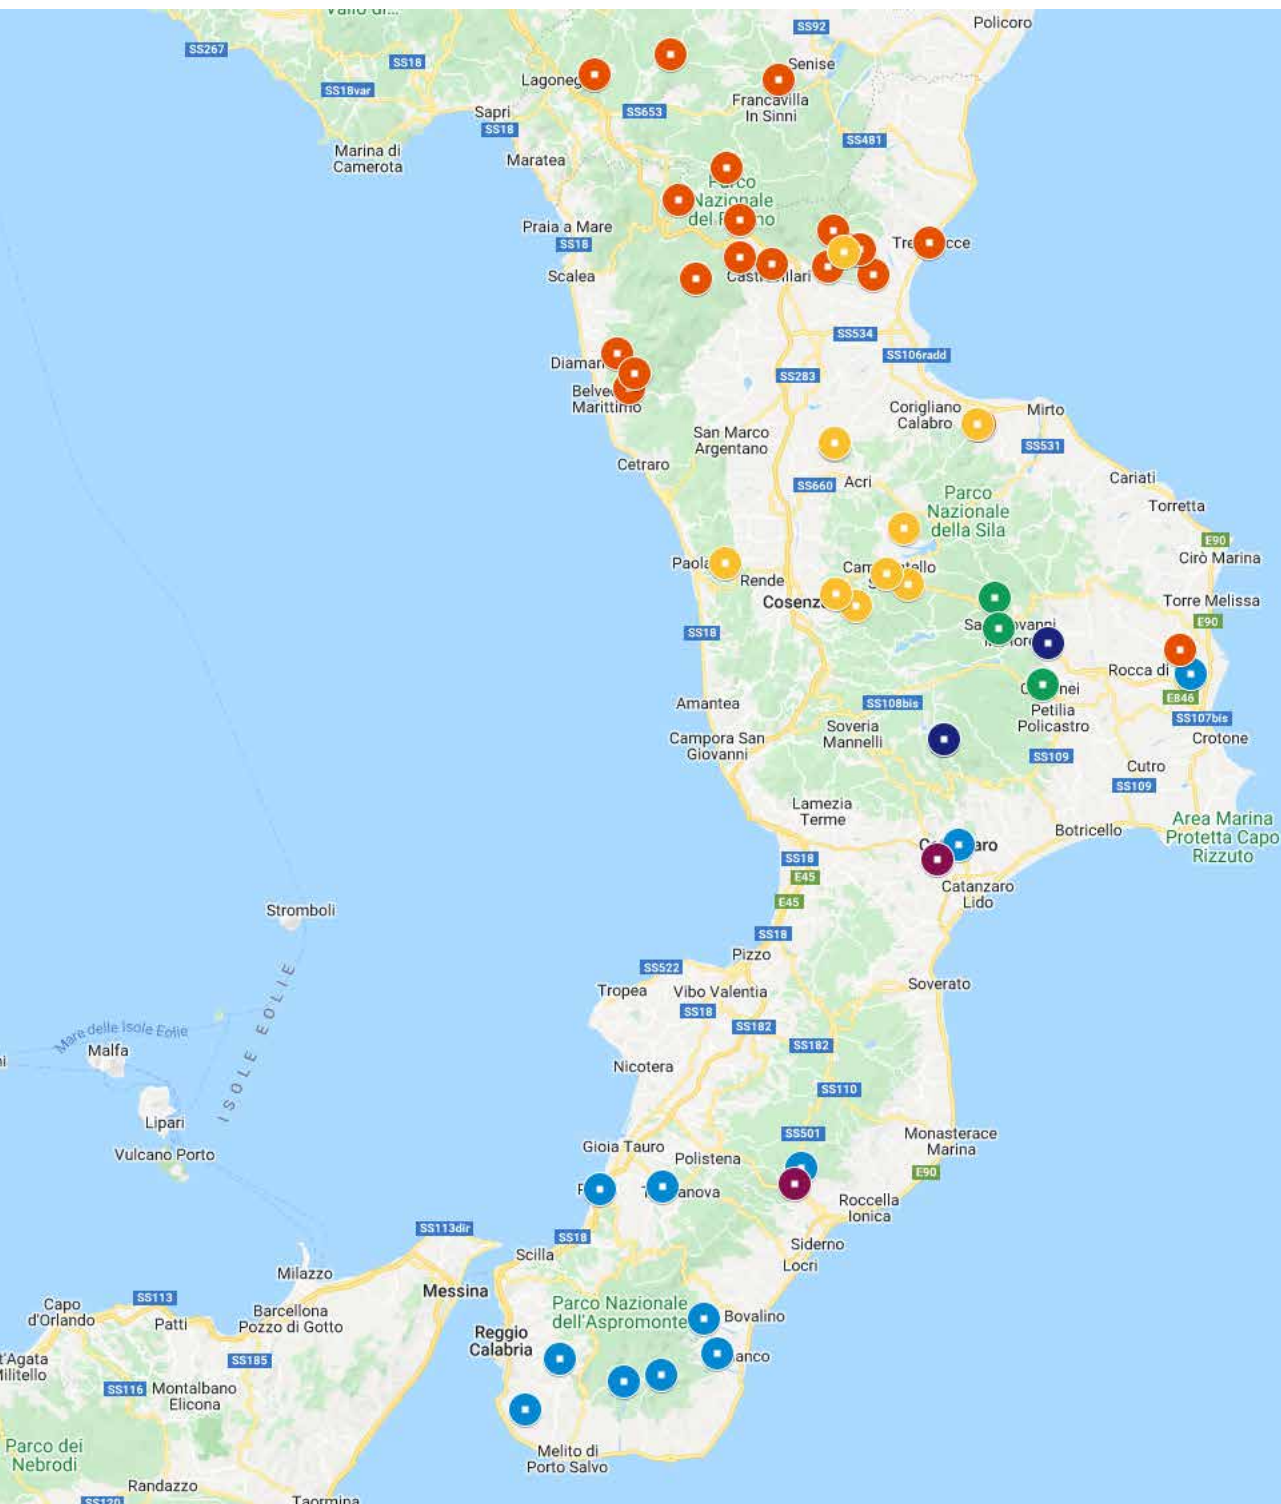 Policoro
SS92
SS267
SS18
Senise
Lagoneg
SS18var
Francavilla
In Sinni
SS653
Sapri
SS18
SS481
Marina di
Camerota
Maratea
Parco
Nazionale
Praia a Mare
SS18
Scalea
SS534
SS106radd
SS283
Marittimo
Corigliano
Calabro
Mirto
San Marco
Argentano
SS531
Cetraro
SS660
Acri
Cariati
Parco
Nazionale
della Sila
Torretta
E90
Cirò Marina
Paola
Rende
Torre Melissa
E90
SS18
Rocca di
E846
Amantea
SS108bis
Petilia
Policastro
SS107bis
Crotone
Campora San
Giovanni
Soveria
Mannelli
SS109
Cutro
SS109
Lamezia
Terme
Botricello
Area Marina
Protetta Capo
Rizzuto
SS18
E45
Catanzaro
Lido
E45
Stromboli
SS18
Pizzo
SS522
Tropea
Vibo Valentia
SS18
Soverato
SS182
Mare delle Isole Eolie
ISOLE EOLIE
Malfa
SS182
Nicotera
SS110
Lipari
SS501
Monasterace
Marina
Gioia Tauro
Polistena
Vulcano Porto
E90
Roccella
Ionica
SS113dir
SS18
Scilla
Siderno
Locri
Milazzo
Messina
SS113
Capo
d'Orlando
Patti
Barcellona
Pozzo di Gotto
Parco Nazionale
dell'Aspromonte
Bovalino
Reggio
Calabria
SS185
t'Agata
SS116
Montalbano
Elicona
Parco dei
Nebrodi
Melito di
Porto Salvo
Randazzo
SS120
Taormina